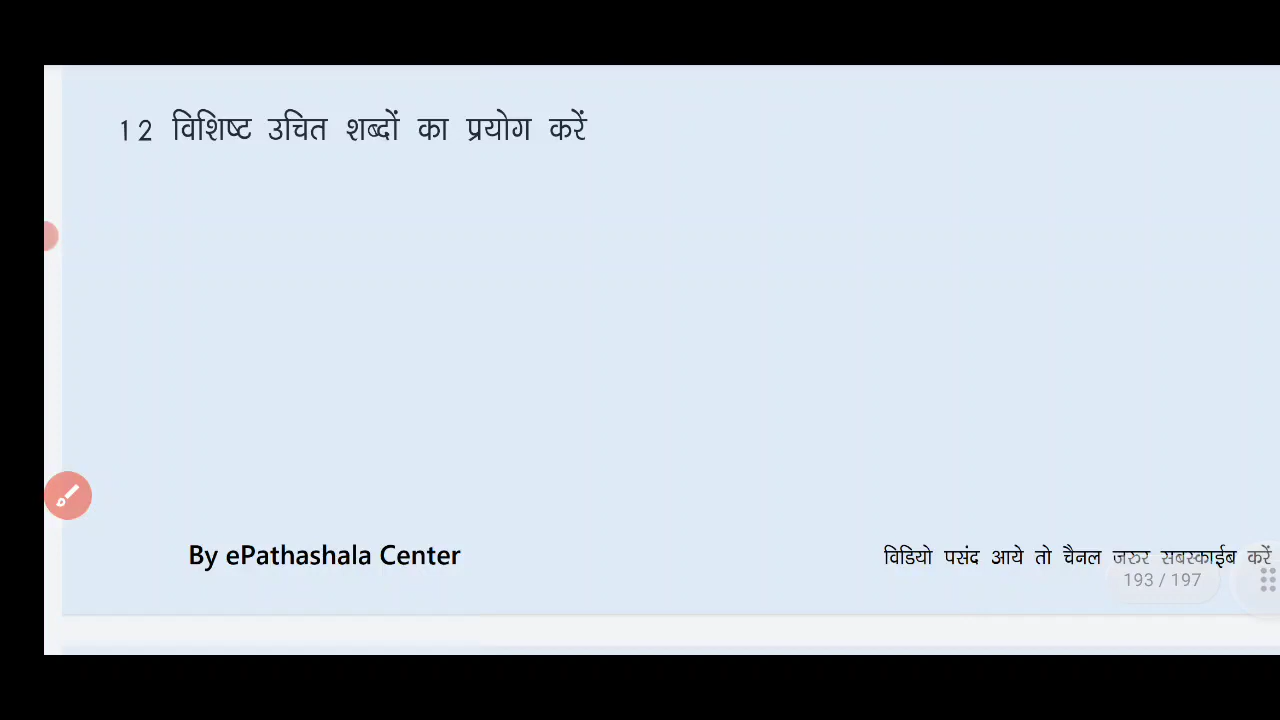 12 विशिष्ट उचित शब्दों का प्रयोग करें
By ePathashala Center
विडियो पसंद आये तो चैनल जरुर सबस्काईब करें
193 / 197